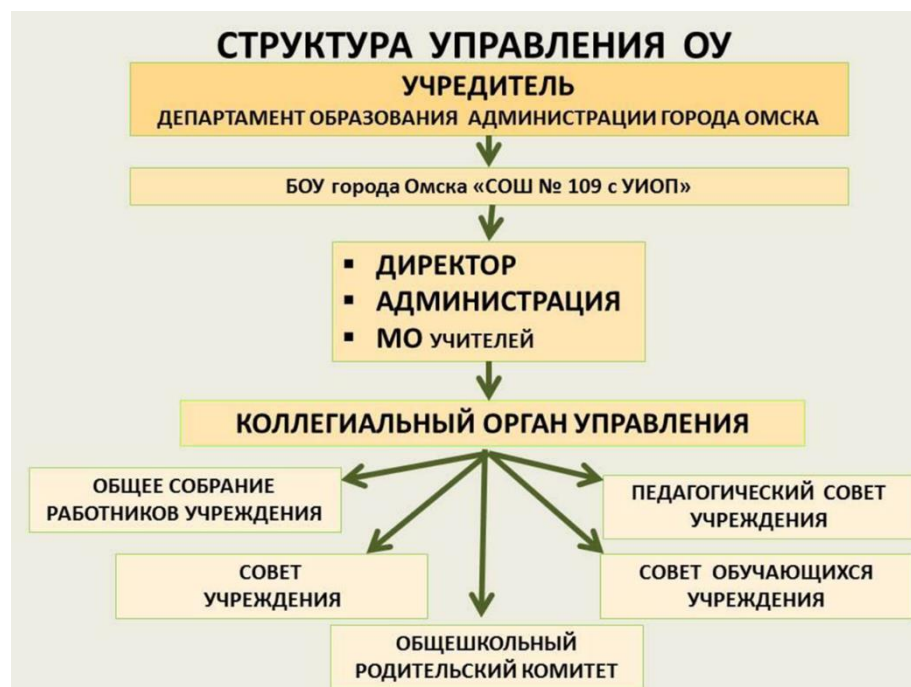 СТРУКТУРА УПРАВЛЕНИЯ ОУ
УЧРЕДИТЕЛЬ
ДЕПАРТАМЕНТ ОБРАЗОВАНИЯ АДМИНИСТРАЦИИ ГОРОДА ОМСКА
БОУ города Омска «СОШ № 109 с УИОП»
▪ ДИРЕКТОР
▪ АДМИНИСТРАЦИЯ
▪ МО УЧИТЕЛЕЙ
КОЛЛЕГИАЛЬНЫЙ ОРГАН УПРАВЛЕНИЯ
ОБЩЕЕ СОБРАНИЕ
РАБОТНИКОВ УЧРЕЖДЕНИЯ
ПЕДАГОГИЧЕСКИЙ СОВЕТ
УЧРЕЖДЕНИЯ
СОВЕТ
УЧРЕЖДЕНИЯ
СОВЕТ ОБУЧАЮЩИХСЯ
УЧРЕЖДЕНИЯ
ОБЩЕШКОЛЬНЫЙ
РОДИТЕЛЬСКИЙ КОМИТЕТ